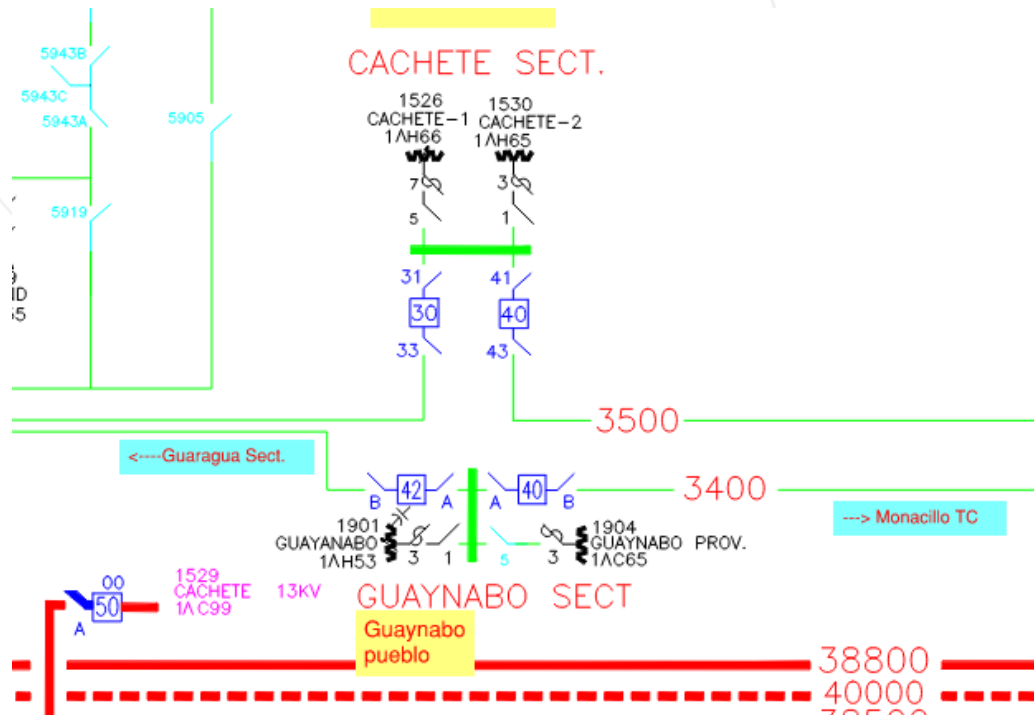 CACHETE SECT.
5943B
5943C
5943A
5905
5919
1526
CACHETE-1
1ΛH66
7
5
1530
CACHETE-2
1ΛH65
3
1
31
30
33
41
40
43
3500
<----Guaragua Sect.
42
B
A
40
A
B
3400
---> Monacillo TC
1901
GUAYANABO
1ΛH53
3
1
5
3
1904
GUAYNABO PROV.
1ΛC65
GUAYNABO SECT
Guaynabo
pueblo
00
50
A
1529
CACHETE 13KV
1ΛC99
38800
40000